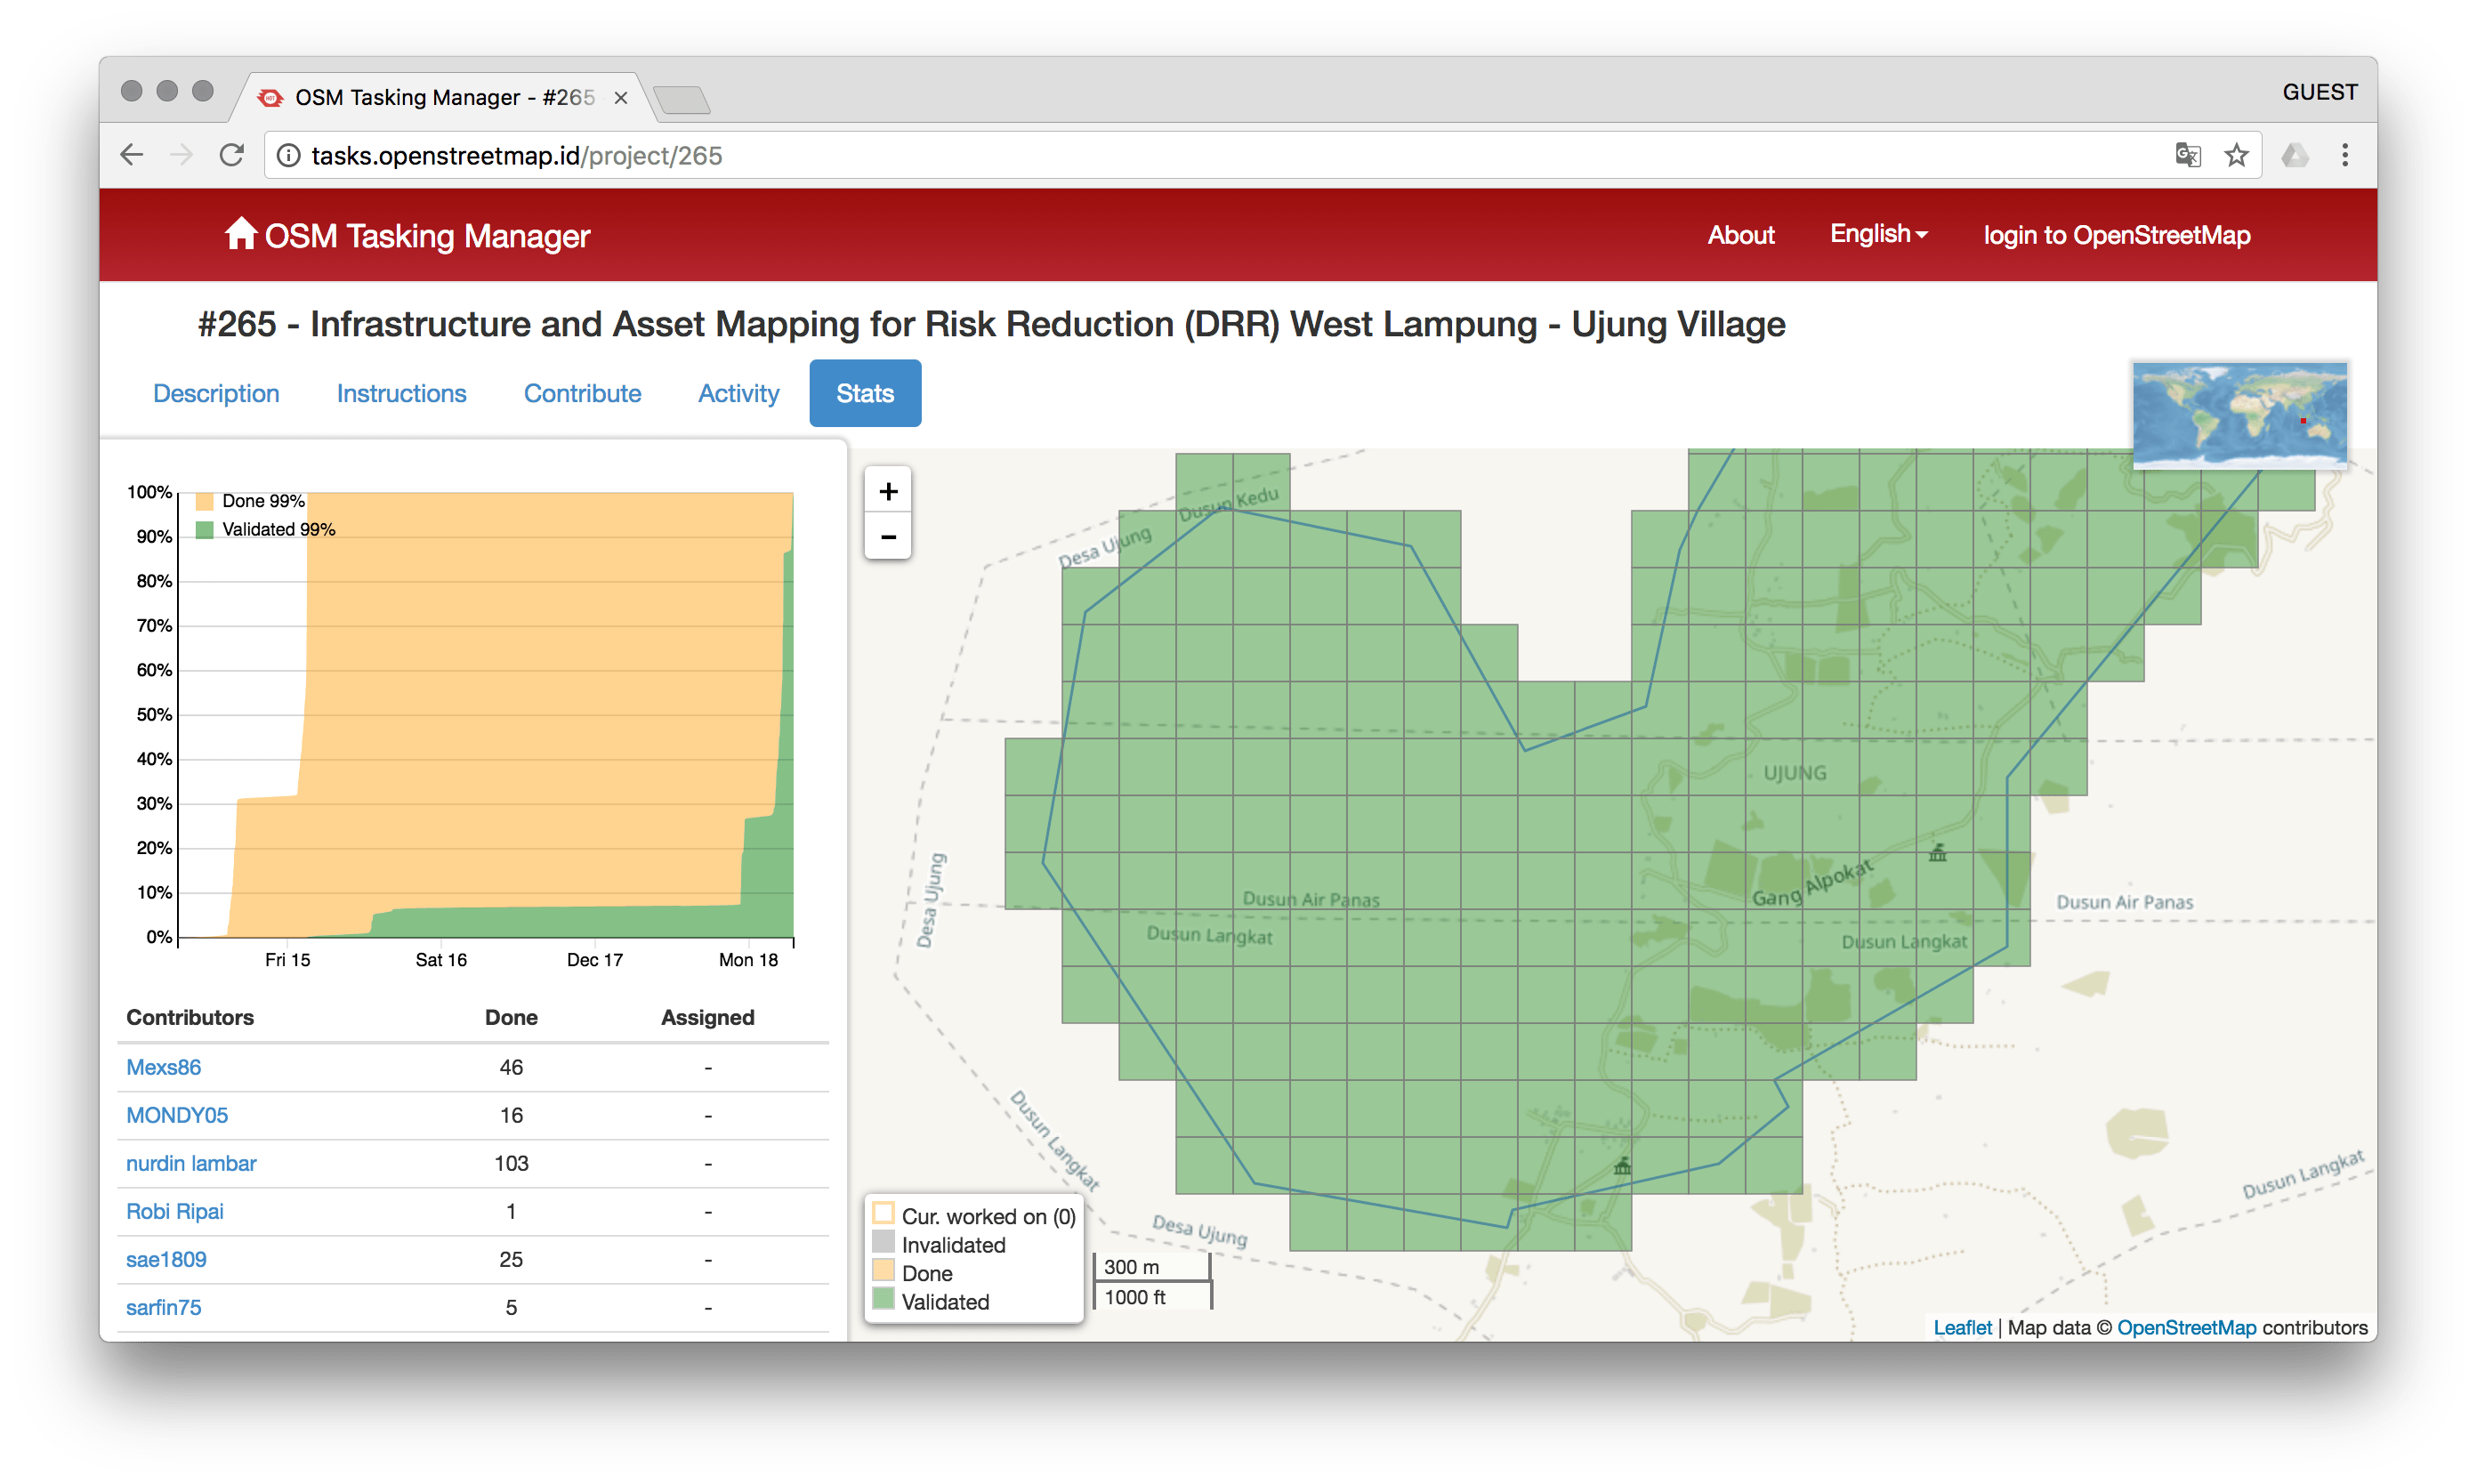 OSM Tasking Manager - #265
GUEST
tasks.openstreetmap.id/project/265
OSM Tasking Manager
About
English
login to OpenStreetMap
#265 - Infrastructure and Asset Mapping for Risk Reduction (DRR) West Lampung - Ujung Village
Description
Instructions
Contribute
Activity
Stats
Done 99%
Validated 99%
100%
90%
80%
70%
60%
50%
40%
30%
20%
10%
0%
Fri 15
Sat 16
Dec 17
Mon 18
Contributors Done Assigned
Mexs86 46 -
MONDY05 16 -
nurdin lambar 103 -
Robi Ripai 1 -
sae1809 25 -
sarfin75 5 -
+
-
Dusun Kedu
Desa Ujung
UJUNG
Gang Alpokat
Desa Ujung
Dusun Air Panas
Dusun Air Panas
Dusun Langkat
Dusun Langkat
Dusun Langkat
Desa Ujung
Dusun Langkat
Cur. worked on (0)
Invalidated
Done
Validated
300 m
1000 ft
Leaflet | Map data © OpenStreetMap contributors